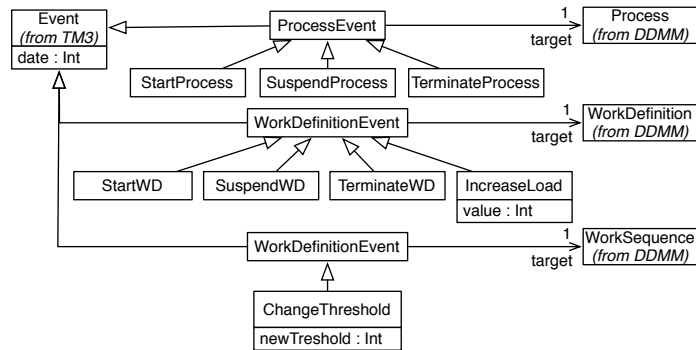 Event
(from TM3)
date : Int
ProcessEvent
1
target
Process
(from DDMM)
StartProcess
SuspendProcess
TerminateProcess
WorkDefinitionEvent
1
target
WorkDefinition
(from DDMM)
StartWD
SuspendWD
TerminateWD
IncreaseLoad
value : Int
WorkDefinitionEvent
1
target
WorkSequence
(from DDMM)
ChangeThreshold
newTreshold : Int